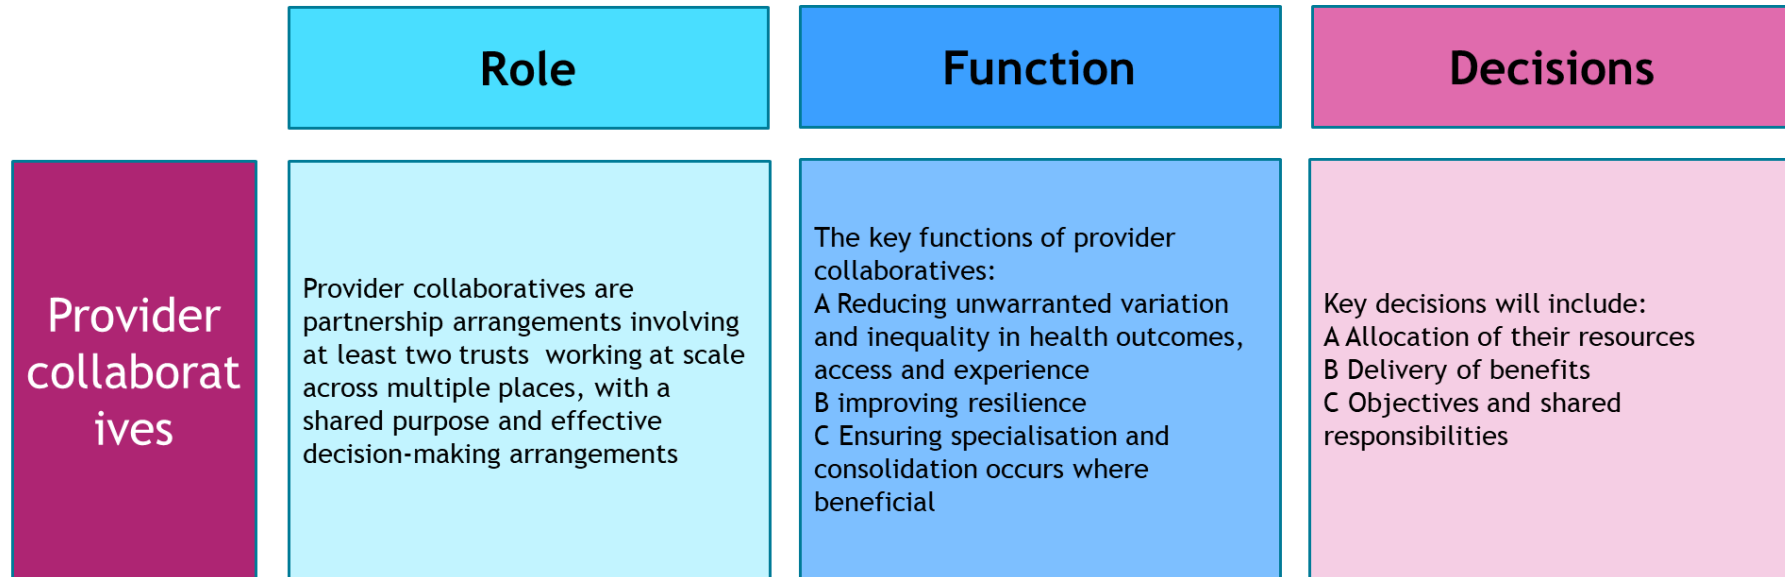 Role
Function
Decisions
Provider
collaborat
ives
Provider collaboratives are
partnership arrangements involving
at least two trusts  working at scale
across multiple places, with a
shared purpose and effective
decision-making arrangements
The key functions of provider
collaboratives:
A Reducing unwarranted variation
and inequality in health outcomes,
access and experience
B improving resilience
C Ensuring specialisation and
consolidation occurs where
beneficial
Key decisions will include:
A Allocation of their resources
B Delivery of benefits
C Objectives and shared
responsibilities